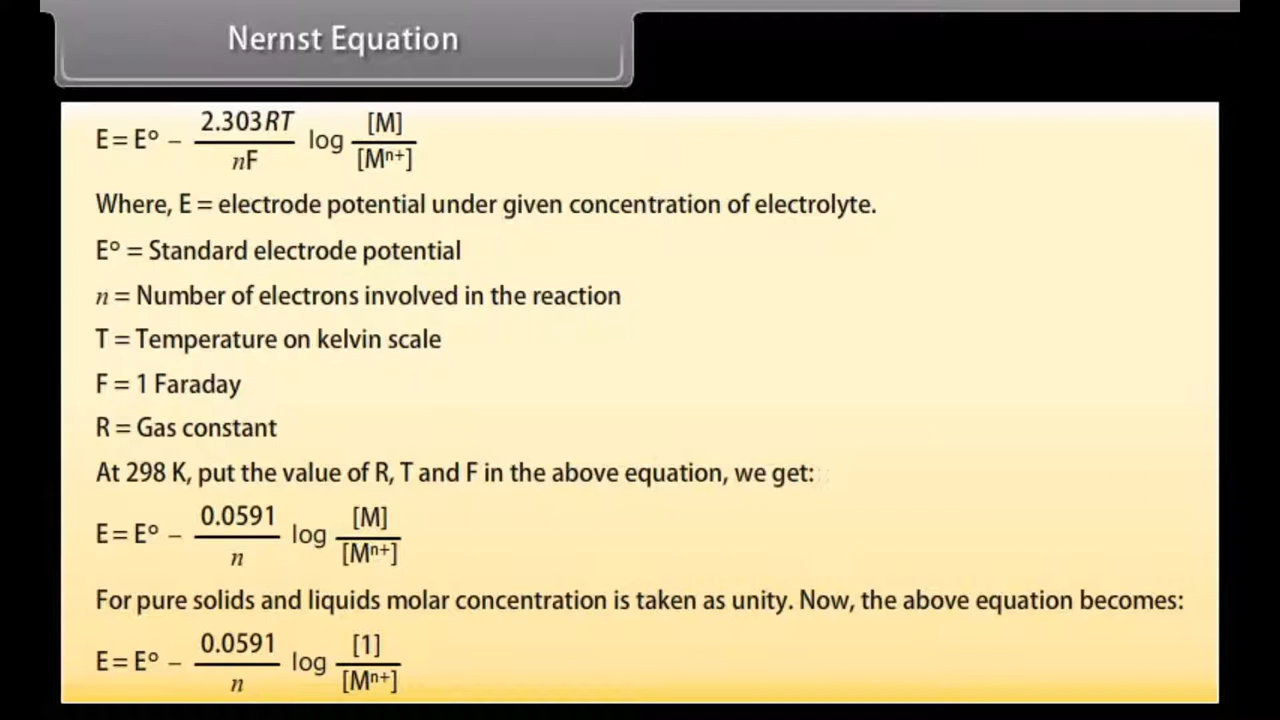 Nernst Equation
E = E° – 2.303RT/nF log [M]/[Mⁿ⁺]
Where, E = electrode potential under given concentration of electrolyte.
E° = Standard electrode potential
n = Number of electrons involved in the reaction
T = Temperature on kelvin scale
F = 1 Faraday
R = Gas constant
At 298 K, put the value of R, T and F in the above equation, we get:
E = E° – 0.0591/n log [M]/[Mⁿ⁺]
For pure solids and liquids molar concentration is taken as unity. Now, the above equation becomes:
E = E° – 0.0591/n log [1]/[Mⁿ⁺]